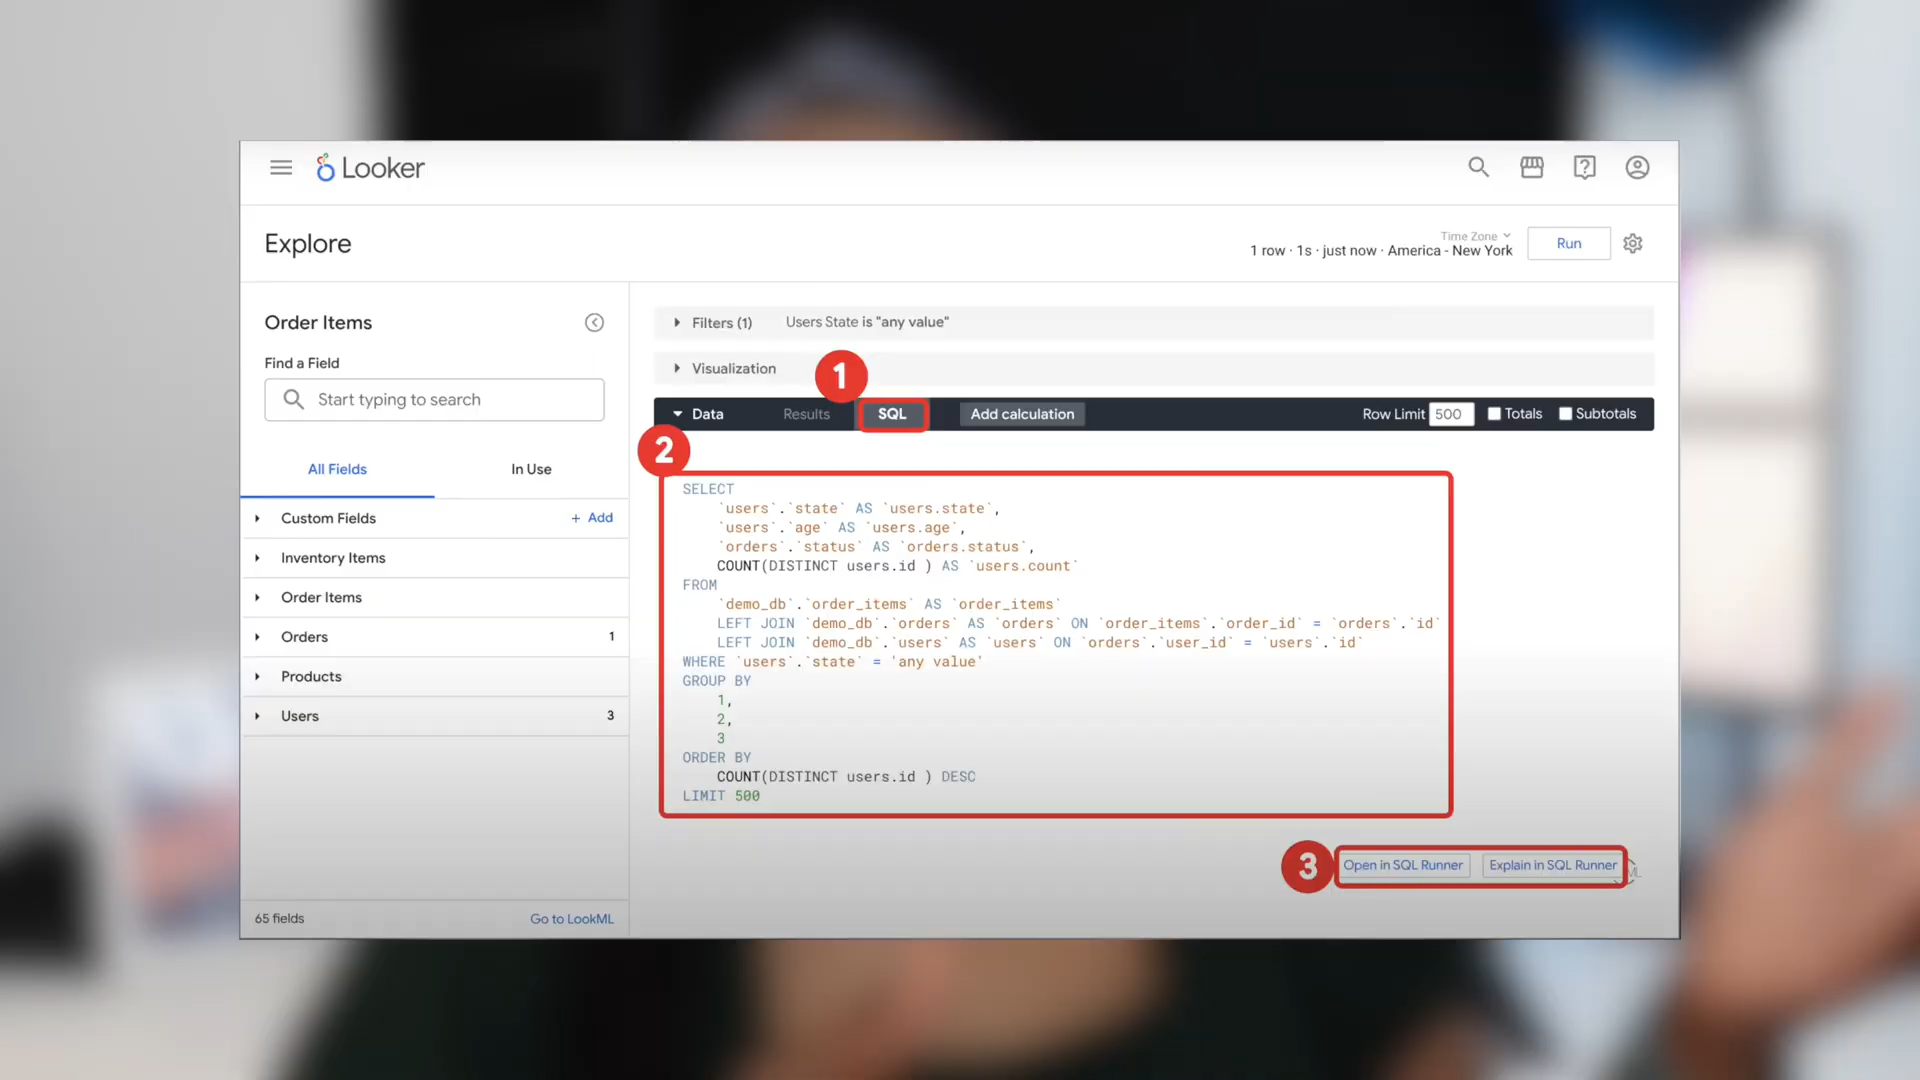 Looker
Explore
Time Zone
1 row · 1s · just now · America - New York
Run
Order Items
Find a Field
Start typing to search
All Fields
In Use
Custom Fields
+ Add
Inventory Items
Order Items
Orders
1
Products
Users
3
65 fields
Go to LookML
Filters (1)
Users State is "any value"
Visualization
1
Data
Results
SQL
Add calculation
Row Limit 500
Totals
Subtotals
2
SELECT
`users`.`state` AS `users.state`,
`users`.`age` AS `users.age`,
`orders`.`status` AS `orders.status`,
COUNT(DISTINCT users.id ) AS `users.count`
FROM
`demo_db`.`order_items` AS `order_items`
LEFT JOIN `demo_db`.`orders` AS `orders` ON `order_items`.`order_id` = `orders`.`id`
LEFT JOIN `demo_db`.`users` AS `users` ON `orders`.`user_id` = `users`.`id`
WHERE `users`.`state` = 'any value'
GROUP BY
1,
2,
3
ORDER BY
COUNT(DISTINCT users.id ) DESC
LIMIT 500
3
Open in SQL Runner
Explain in SQL Runner